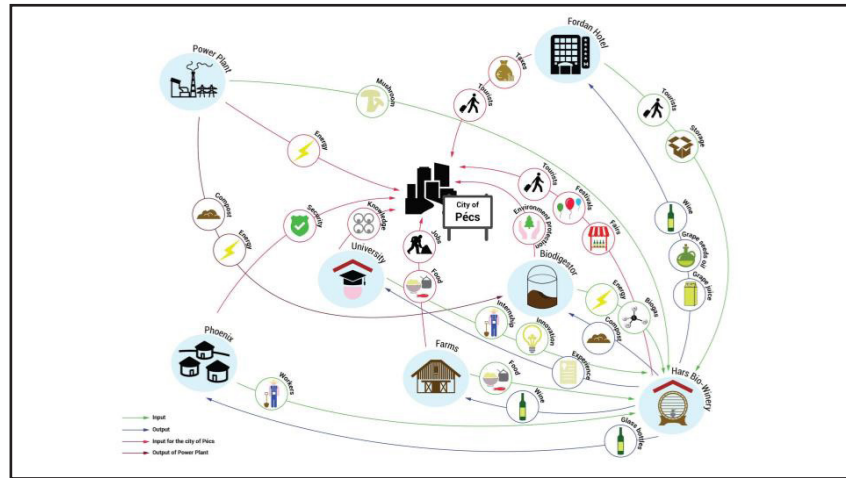 Fordan Hotel
Power Plant
Taxes
Tourists
Mushroom
Tourists
Storage
Energy
Tourists
Festivals
Fairs
City of
Pécs
Security
Knowledge
Jobs
Environment protection
Wine
Grape seeds oil
Grape juice
Compost
Energy
University
Food
Biodigestor
Energy
Biogas
Compost
Internship
Innovation
Experience
Phoenix
Farms
Food
Wine
Hars Bio-Winery
Workers
Glass bottles
Input
Output
Input for the city of Pécs
Output of Power Plant